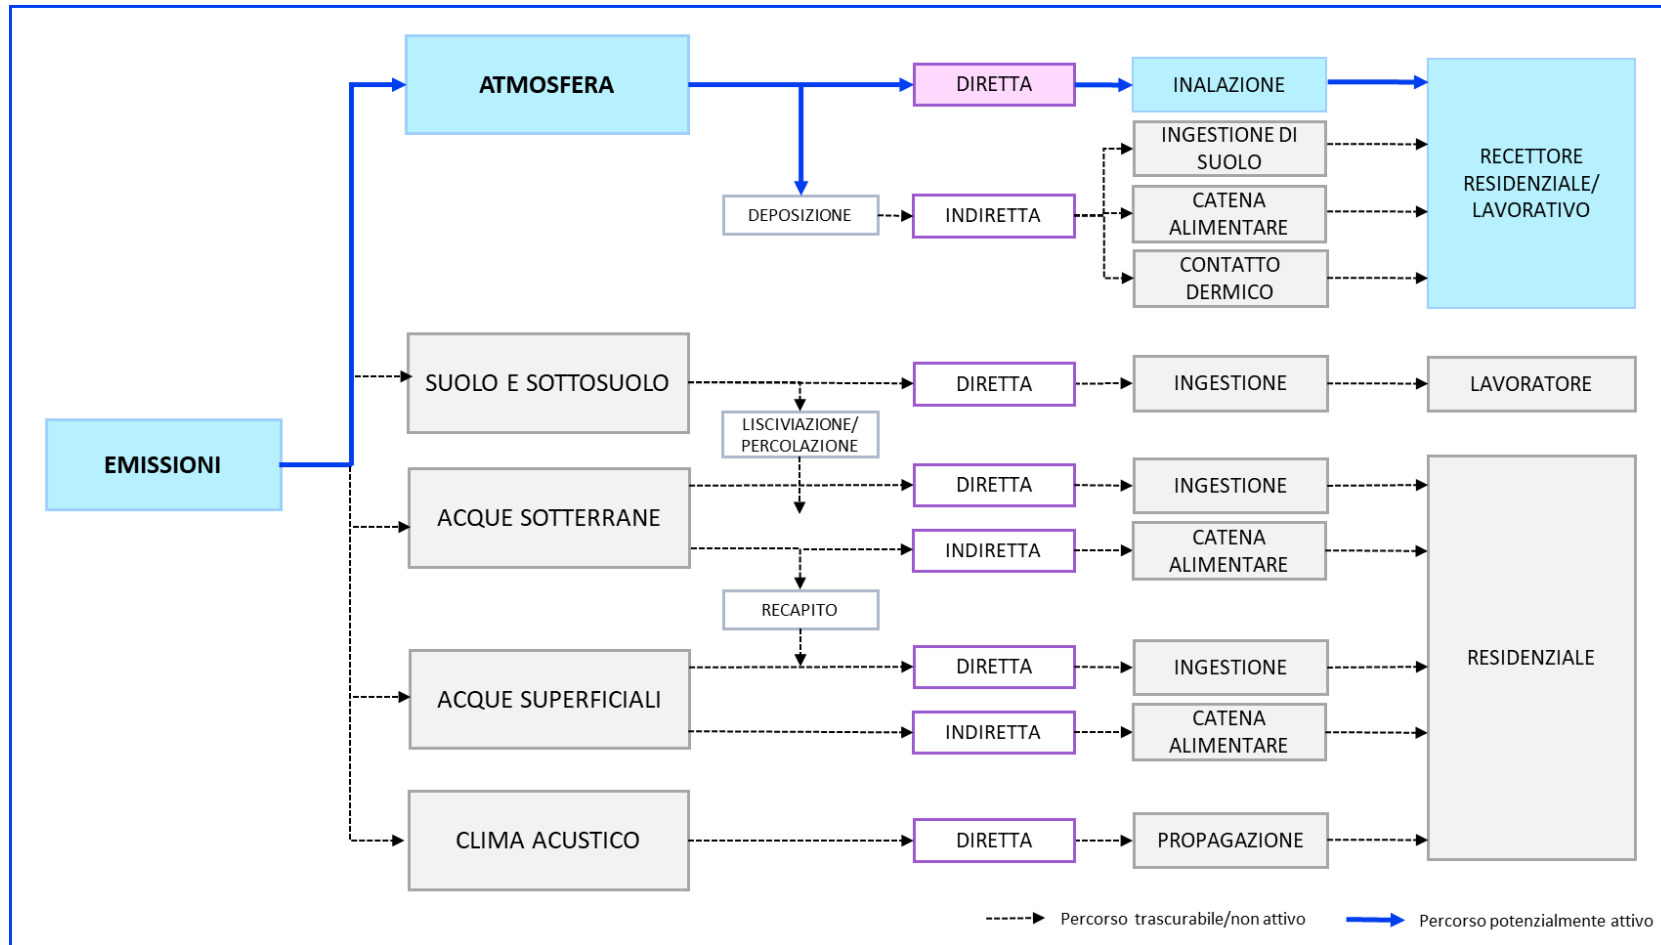 EMISSIONI
ATMOSFERA
DIRETTA
INALAZIONE
DEPOSIZIONE
INDIRETTA
INGESTIONE DI
SUOLO
CATENA
ALIMENTARE
CONTATTO
DERMICO
RECETTORE
RESIDENZIALE/
LAVORATIVO
SUOLO E SOTTOSUOLO
DIRETTA
INGESTIONE
LAVORATORE
LISCIVIAZIONE/
PERCOLAZIONE
ACQUE SOTTERRANE
DIRETTA
INGESTIONE
INDIRETTA
CATENA
ALIMENTARE
RECAPITO
ACQUE SUPERFICIALI
DIRETTA
INGESTIONE
INDIRETTA
CATENA
ALIMENTARE
RESIDENZIALE
CLIMA ACUSTICO
DIRETTA
PROPAGAZIONE
Percorso trascurabile/non attivo
Percorso potenzialmente attivo